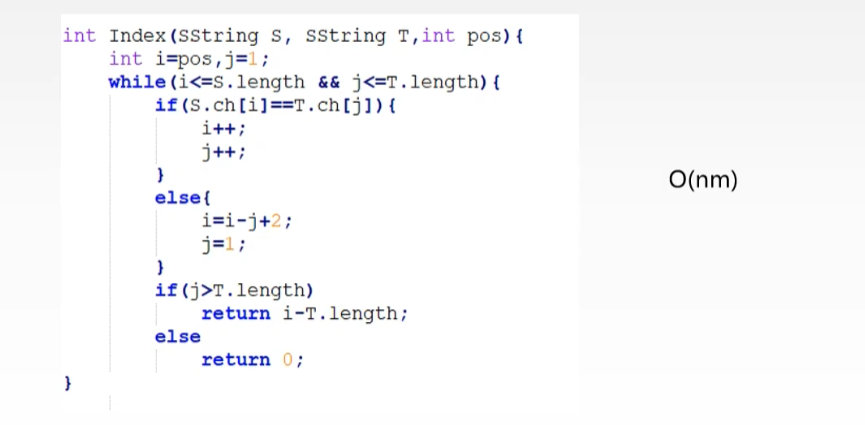 int Index(SString S, SString T,int pos){
    int i=pos,j=1;
    while(i<=S.length && j<=T.length){
        if(S.ch[i]==T.ch[j]){
            i++;
            j++;
        }
        else{
            i=i-j+2;
            j=1;
        }
        if(j>T.length)
            return i-T.length;
        else
            return 0;
}
O(nm)